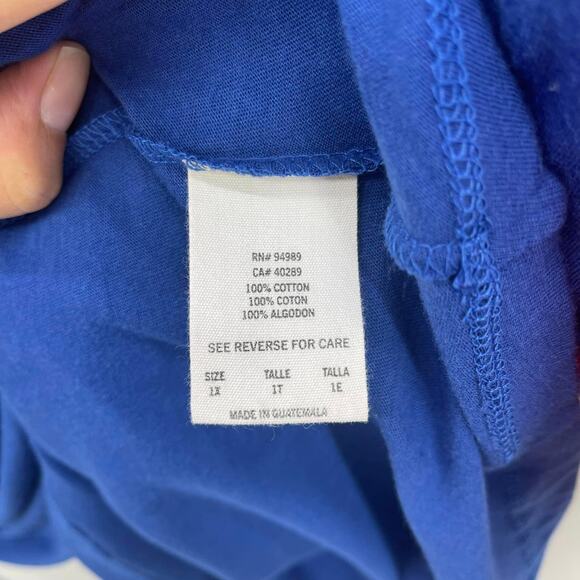 RN# 94989
CA# 40289
100% COTTON
100% COTON
100% ALGODON
SEE REVERSE FOR CARE
SIZE TALLE TALLA
1X 1T 1E
MADE IN GUATEMALA